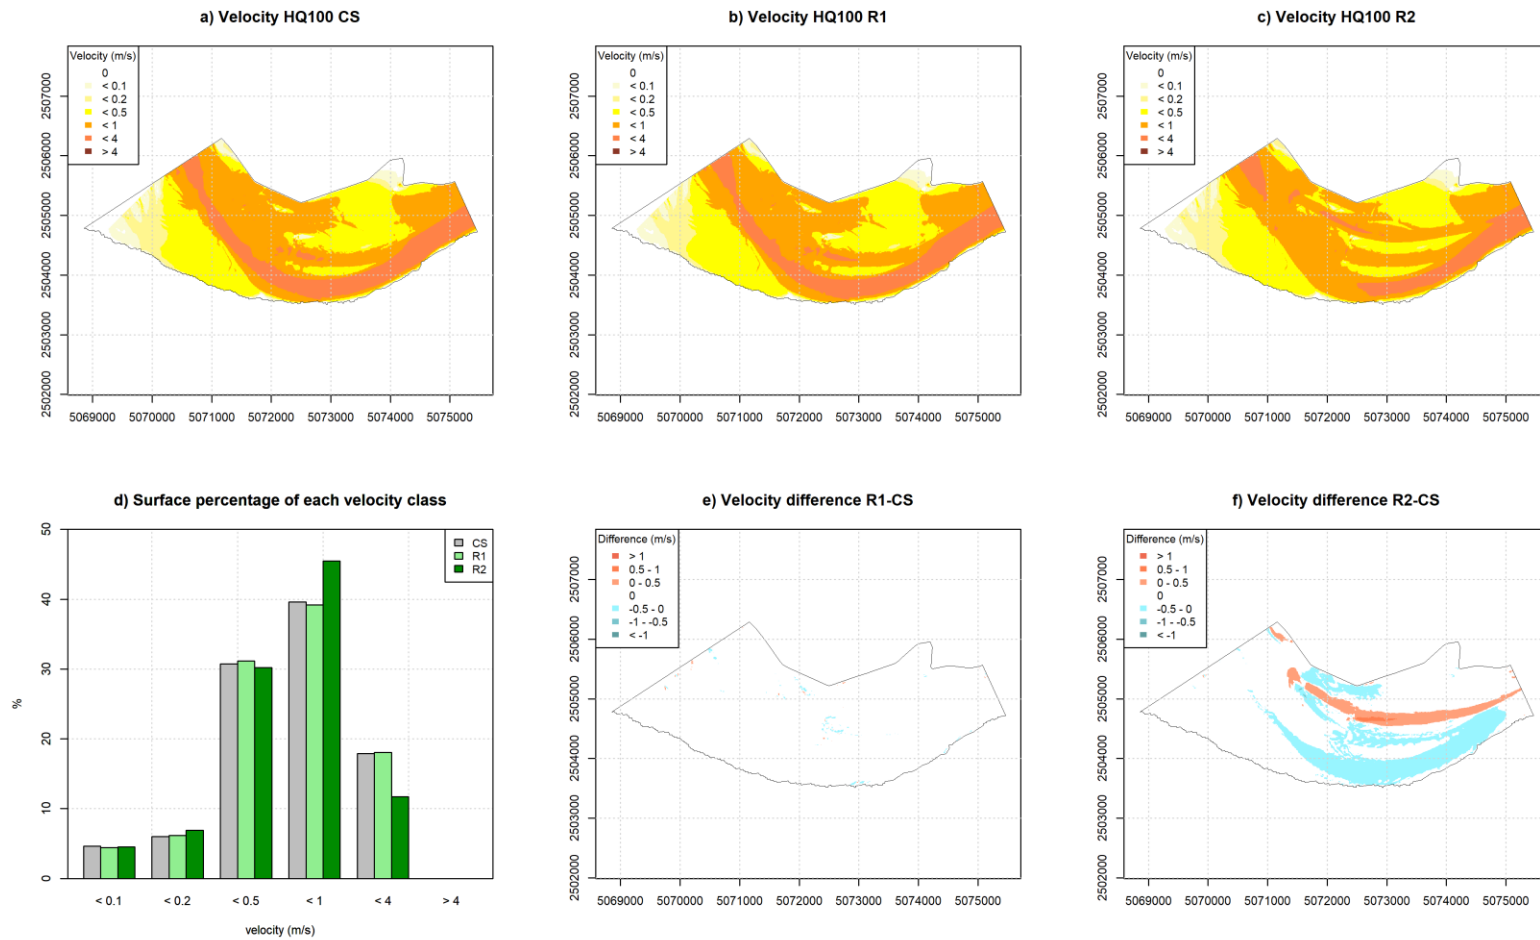 a) Velocity HQ100 CS
Velocity (m/s)
0
< 0.1
< 0.2
< 0.5
< 1
< 4
> 4
2507000
2506000
2505000
2504000
2503000
2502000
5069000 5070000 5071000 5072000 5073000 5074000 5075000
b) Velocity HQ100 R1
Velocity (m/s)
0
< 0.1
< 0.2
< 0.5
< 1
< 4
> 4
2507000
2506000
2505000
2504000
2503000
2502000
5069000 5070000 5071000 5072000 5073000 5074000 5075000
c) Velocity HQ100 R2
Velocity (m/s)
0
< 0.1
< 0.2
< 0.5
< 1
< 4
> 4
2507000
2506000
2505000
2504000
2503000
2502000
5069000 5070000 5071000 5072000 5073000 5074000 5075000
d) Surface percentage of each velocity class
CS
R1
R2
50
40
30
20
10
0
%
< 0.1 < 0.2 < 0.5 < 1 < 4 > 4
velocity (m/s)
e) Velocity difference R1-CS
Difference (m/s)
> 1
0.5 - 1
0 - 0.5
0
-0.5 - 0
-1 - -0.5
< -1
2507000
2506000
2505000
2504000
2503000
2502000
5069000 5070000 5071000 5072000 5073000 5074000 5075000
f) Velocity difference R2-CS
Difference (m/s)
> 1
0.5 - 1
0 - 0.5
0
-0.5 - 0
-1 - -0.5
< -1
2507000
2506000
2505000
2504000
2503000
2502000
5069000 5070000 5071000 5072000 5073000 5074000 5075000